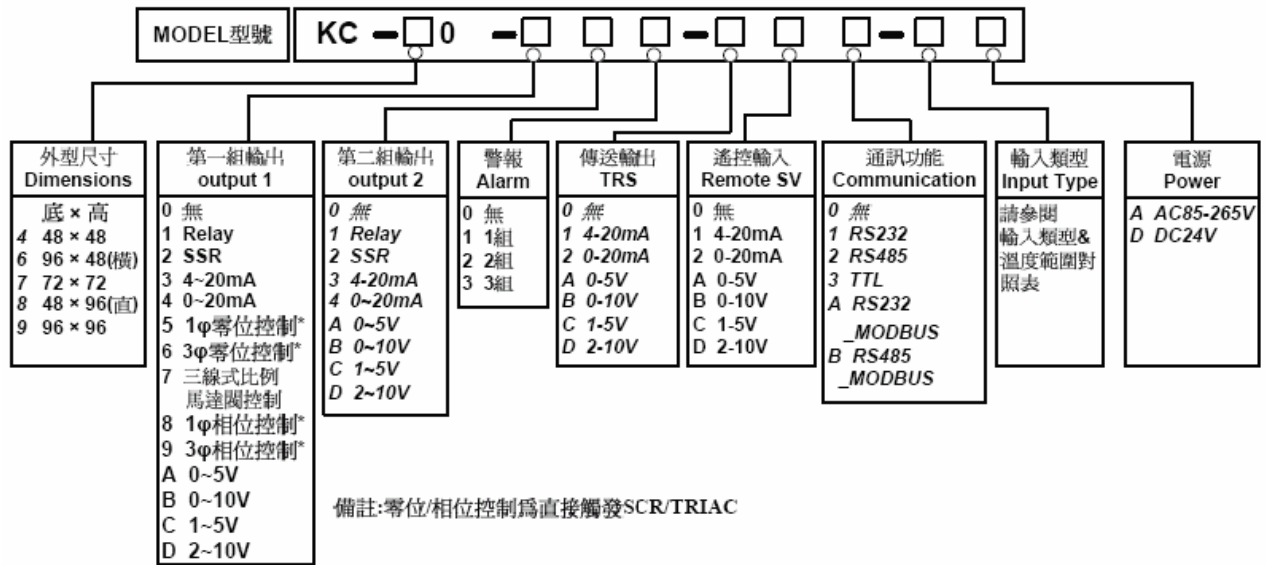 MODEL型號
KC － □ 0 － □ □ □ － □ □ □ － □ □
外型尺寸
Dimensions
底 × 高
4 48 × 48
6 96 × 48(橫)
7 72 × 72
8 48 × 96(直)
9 96 × 96
第一組輸出
output 1
0 無
1 Relay
2 SSR
3 4~20mA
4 0~20mA
5 1φ零位控制*
6 3φ零位控制*
7 三線式比例
馬達閥控制
8 1φ相位控制*
9 3φ相位控制*
A 0~5V
B 0~10V
C 1~5V
D 2~10V
第二組輸出
output 2
0 無
1 Relay
2 SSR
3 4-20mA
4 0~20mA
A 0~5V
B 0~10V
C 1~5V
D 2~10V
警報
Alarm
0 無
1 1組
2 2組
3 3組
傳送輸出
TRS
0 無
1 4-20mA
2 0-20mA
A 0-5V
B 0-10V
C 1-5V
D 2-10V
遙控輸入
Remote SV
0 無
1 4-20mA
2 0-20mA
A 0-5V
B 0-10V
C 1-5V
D 2-10V
通訊功能
Communication
0 無
1 RS232
2 RS485
3 TTL
A RS232
_MODBUS
B RS485
_MODBUS
輸入類型
Input Type
請參閱
輸入類型&
溫度範圍對
照表
電源
Power
A AC85-265V
D DC24V
備註:零位/相位控制爲直接觸發SCR/TRIAC